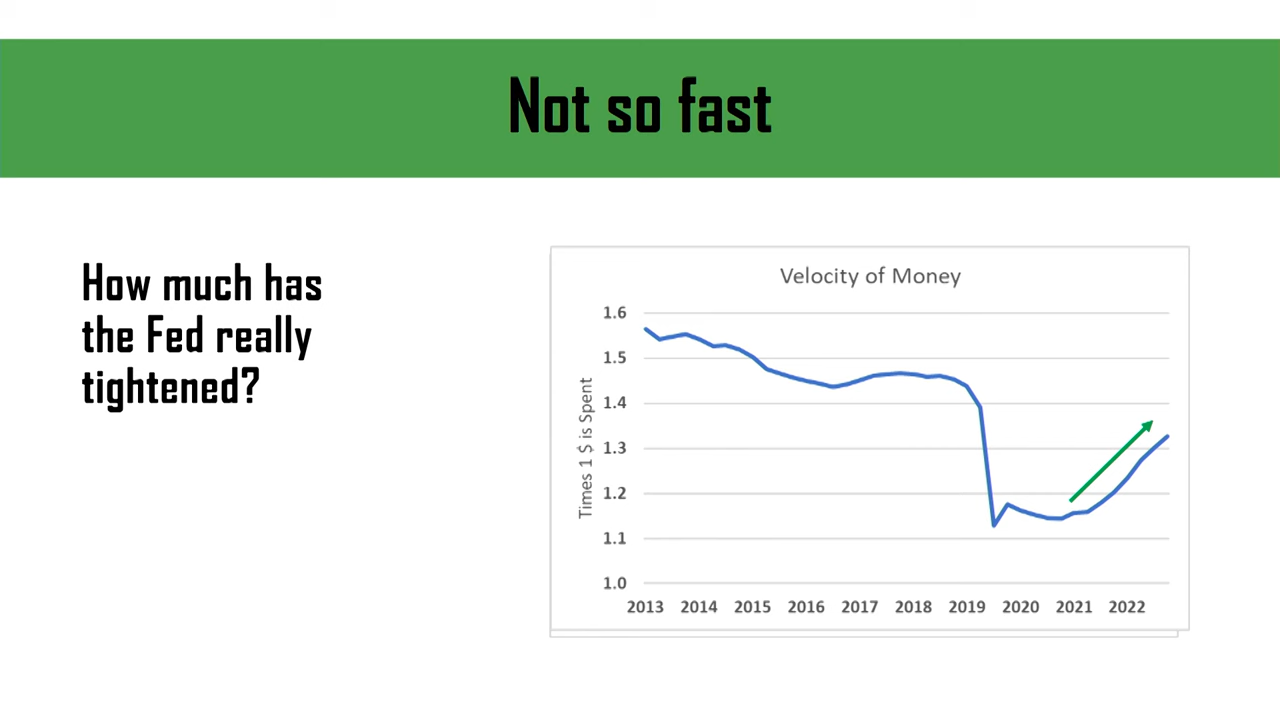 Not so fast
How much has
the Fed really
tightened?
Velocity of Money
Times 1 $ is Spent
1.6
1.5
1.4
1.3
1.2
1.1
1.0
2013 2014 2015 2016 2017 2018 2019 2020 2021 2022